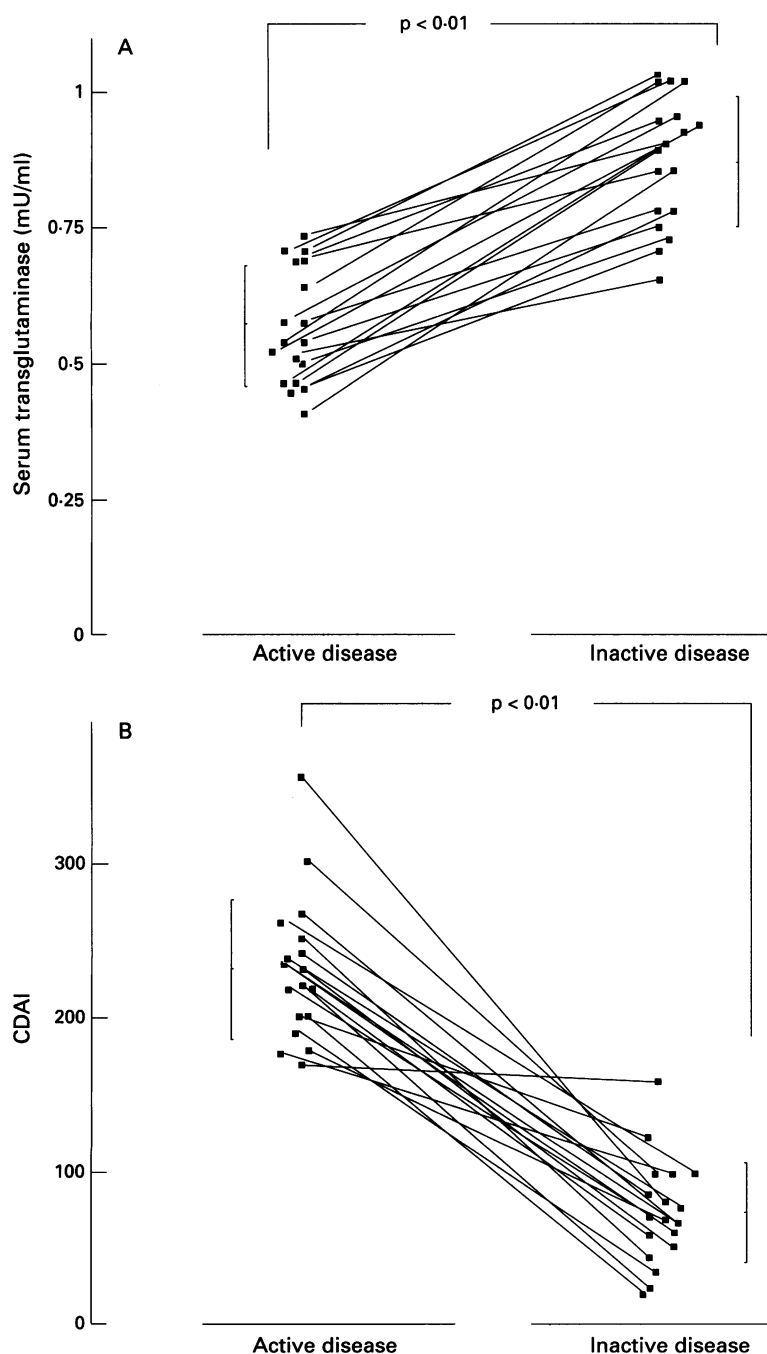 A
p < 0·01
1
0·75
0·5
0·25
0
Serum transglutaminase (mU/ml)
Active disease
Inactive disease
B
p < 0·01
300
200
100
0
CDAI
Active disease
Inactive disease